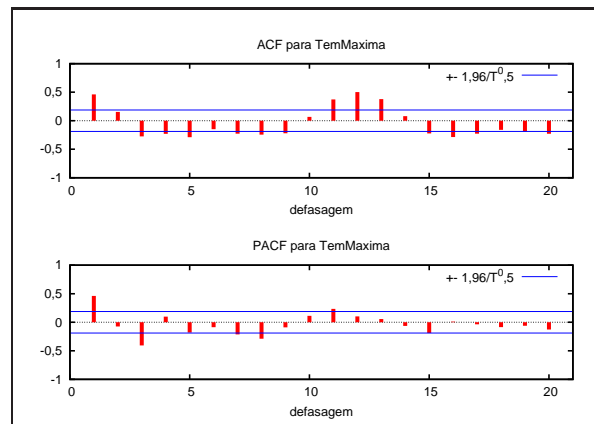 ACF para TemMaxima
+- 1,96/T^0,5
1
0,5
0
-0,5
-1
0 5 10 15 20
defasagem
PACF para TemMaxima
+- 1,96/T^0,5
1
0,5
0
-0,5
-1
0 5 10 15 20
defasagem